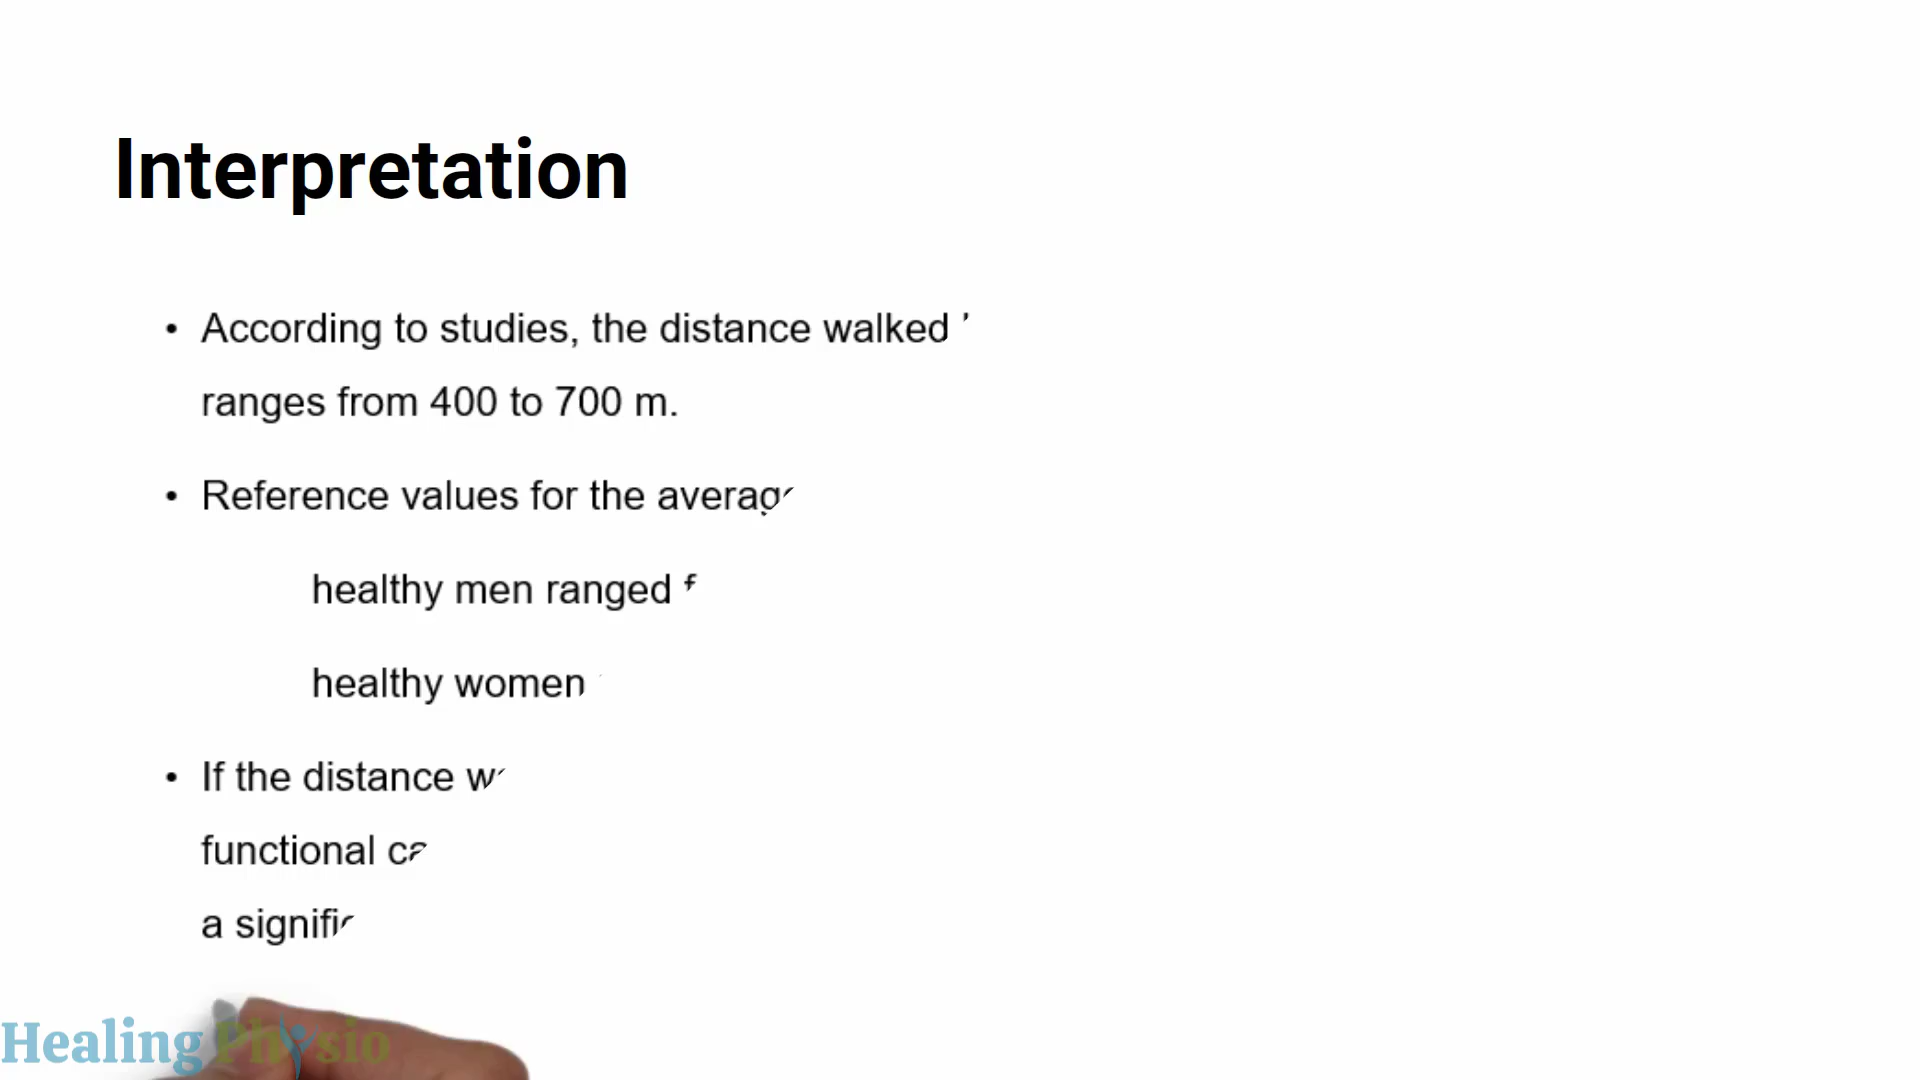 Interpretation
• According to studies, the distance walked
ranges from 400 to 700 m.
• Reference values for the
healthy men ranged
healthy women
• If the distance
functional
a
Healing Physio